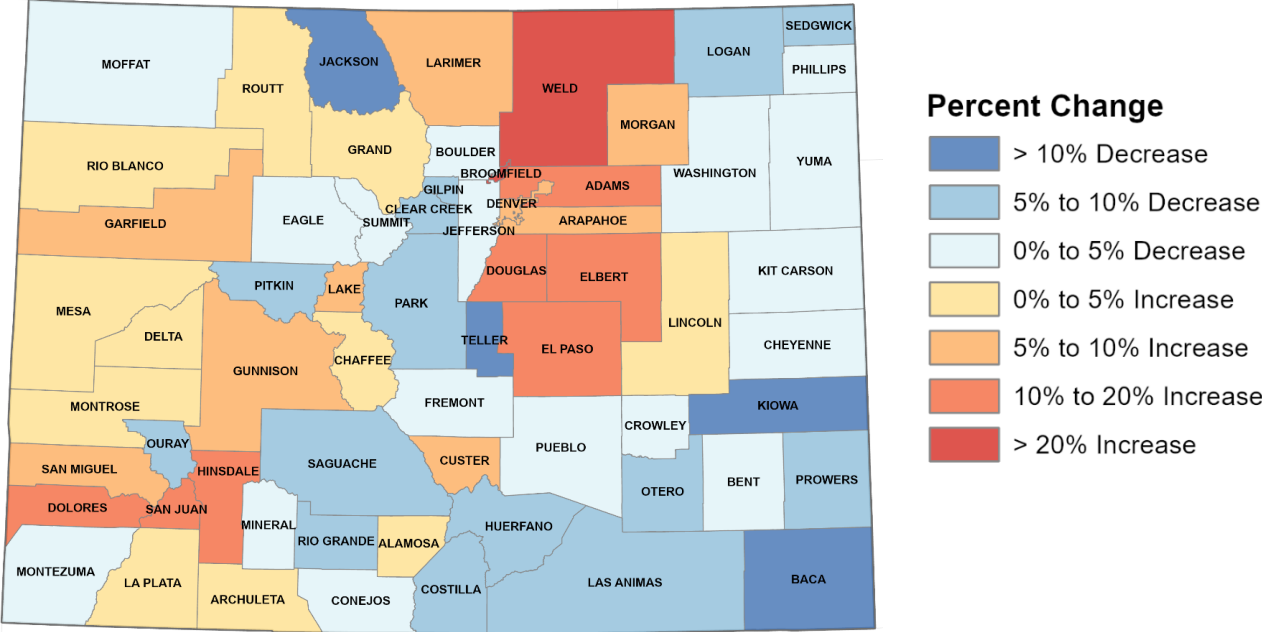 SEDGWICK
LOGAN
MOFFAT
JACKSON
LARIMER
PHILLIPS
ROUTT
WELD
Percent Change
MORGAN
GRAND
BOULDER
> 10% Decrease
RIO BLANCO
YUMA
BROOMFIELD
WASHINGTON
GILPIN
ADAMS
5% to 10% Decrease
CLEAR CREEK
DENVER
GARFIELD
EAGLE
SUMMIT
ARAPAHOE
JEFFERSON
0% to 5% Decrease
DOUGLAS
ELBERT
KIT CARSON
PITKIN
LAKE
PARK
0% to 5% Increase
MESA
LINCOLN
DELTA
TELLER
CHEYENNE
EL PASO
5% to 10% Increase
CHAFFEE
GUNNISON
10% to 20% Increase
FREMONT
MONTROSE
KIOWA
CROWLEY
OURAY
PUEBLO
> 20% Increase
SAGUACHE
CUSTER
SAN MIGUEL
HINSDALE
BENT
PROWERS
OTERO
DOLORES
SAN JUAN
MINERAL
HUERFANO
RIO GRANDE
ALAMOSA
MONTEZUMA
LA PLATA
LAS ANIMAS
BACA
COSTILLA
ARCHULETA
CONEJOS